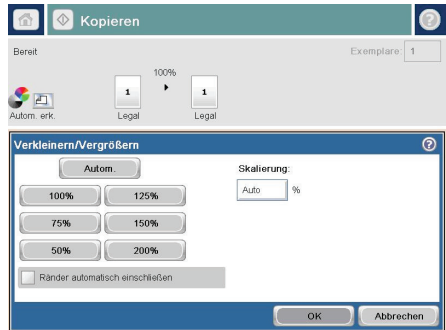 Kopieren
Bereit
Exemplare: 1
100%
1 1
Autom. erk. Legal Legal
Verkleinern/Vergrößern
Autom. Skalierung:
100% 125% Auto %
75% 150%
50% 200%
Ränder automatisch einschließen
OK Abbrechen